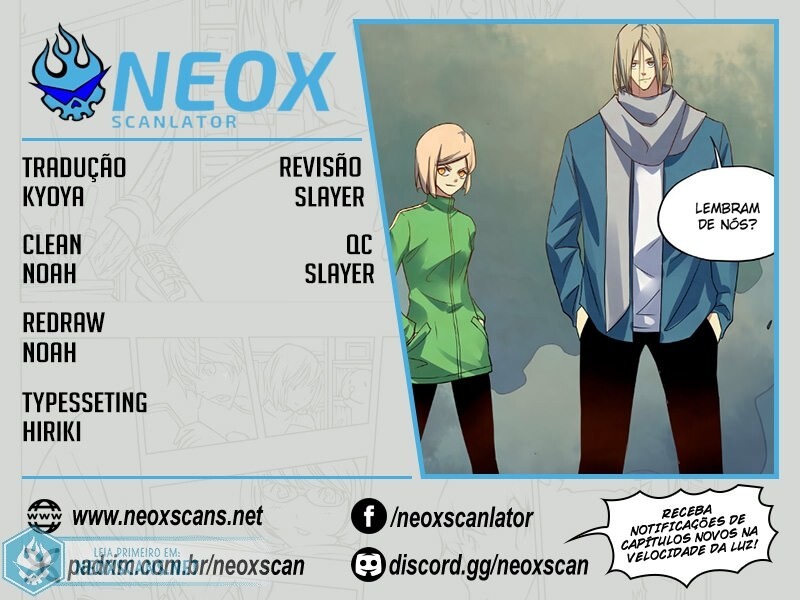 NEOX
SCANLATOR
TRADUÇÃO
KYOYA
REVISÃO
SLAYER
CLEAN
NOAH
QC
SLAYER
REDRAW
NOAH
TYPESSETING
HIRIKI
LEMBRAM
DE NÓS?
www.neoxscans.net
/neoxscanlator
LEIA PRIMEIRO EM:
NEOXSCANS.NET
padrim.com.br/neoxscan
discord.gg/neoxscan
RECEBA
NOTIFICAÇÕES DE
CAPÍTULOS NOVOS NA
VELOCIDADE DA LUZ!